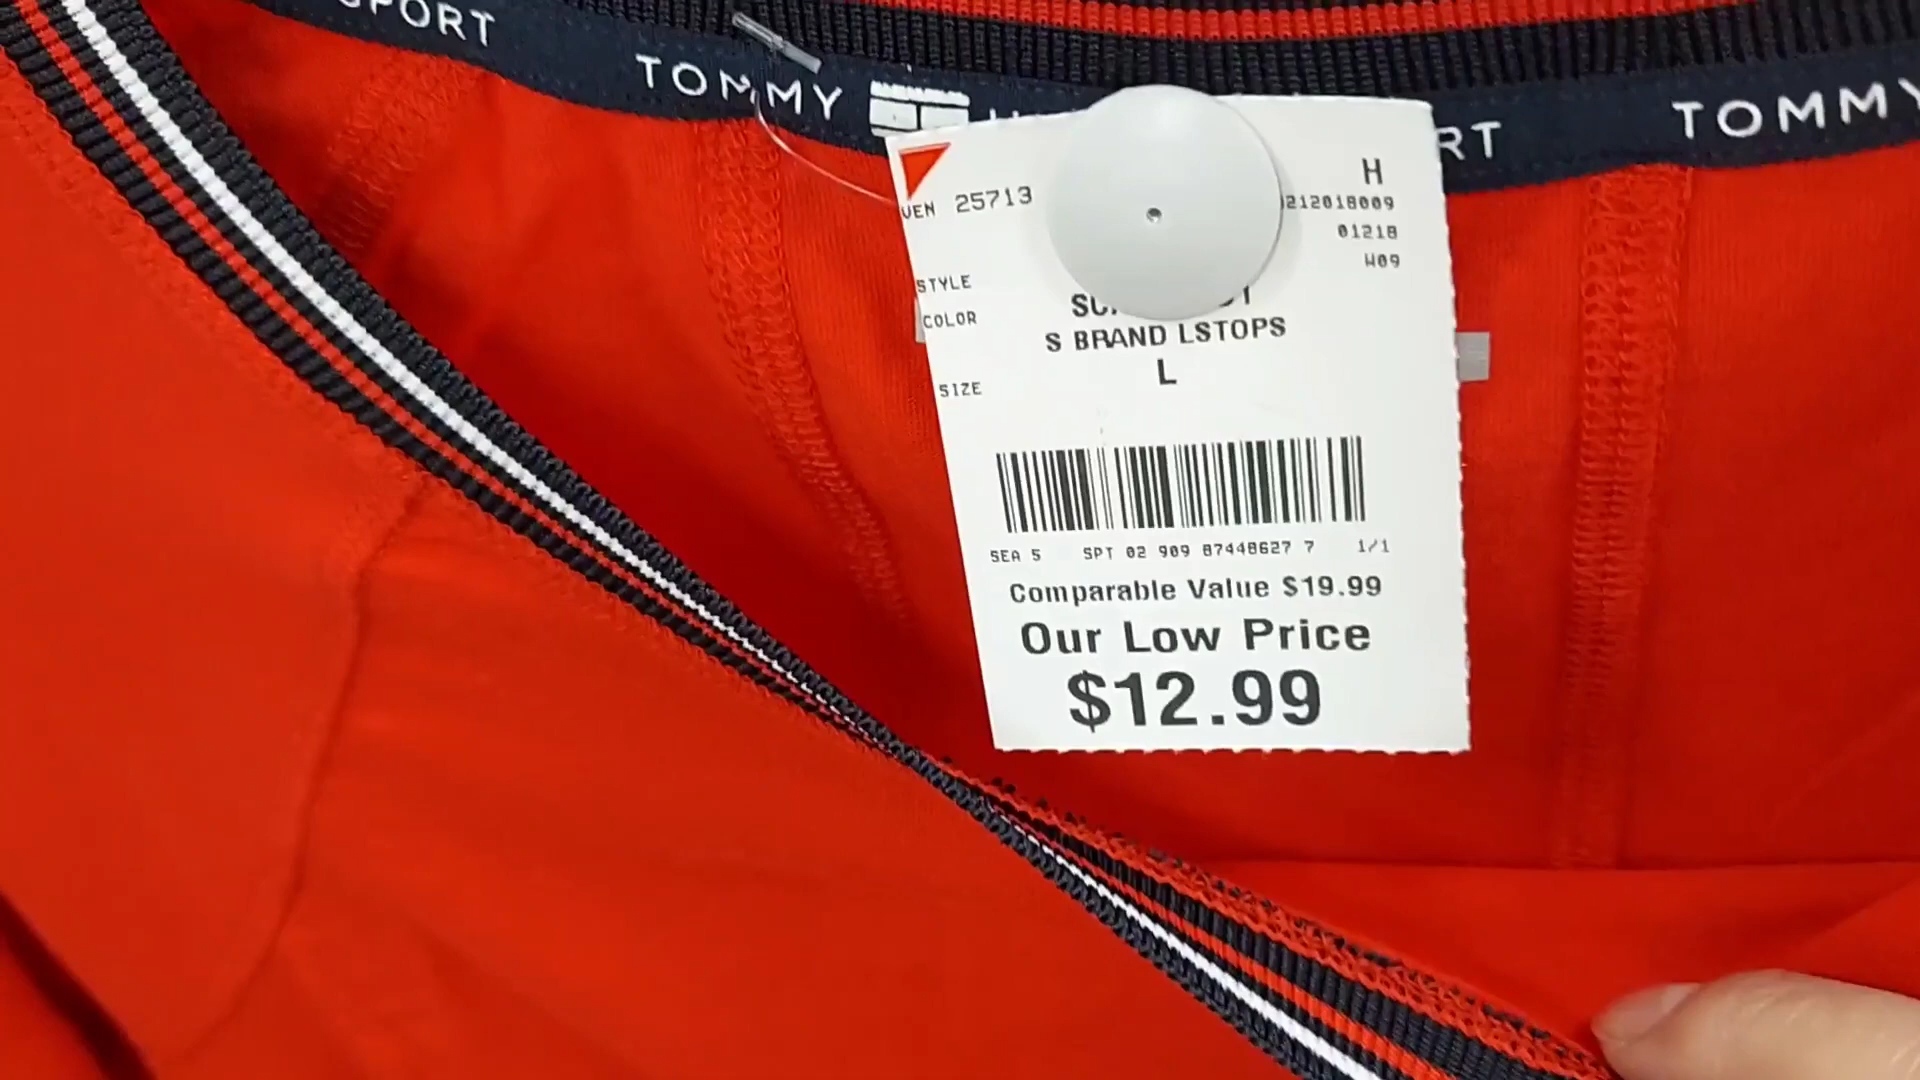 SPORT
TOMMY
RT
TOMMY
VEN 25713
H
212018009
01218
W09
STYLE
COLOR
S BRAND LSTOPS
SIZE
L
SEA 5 SPT 02 909 87448627 7 1/1
Comparable Value $19.99
Our Low Price
$12.99